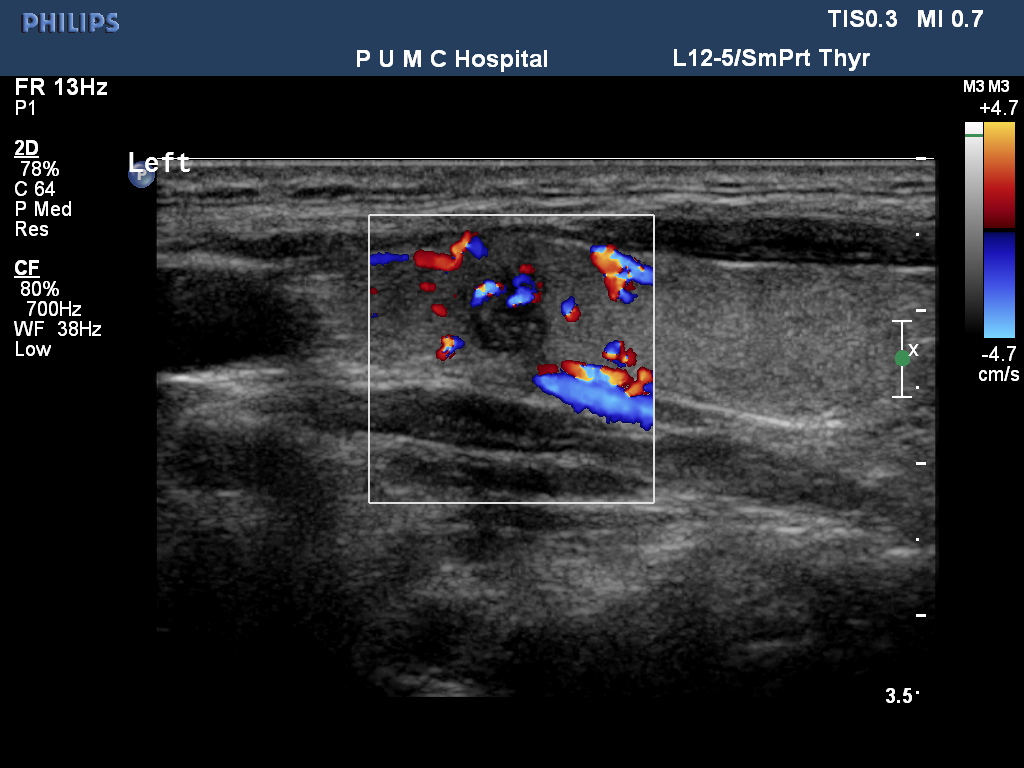 PHILIPS
TIS0.3 MI 0.7
P U M C Hospital
L12-5/SmPrt Thyr
FR 13Hz
P1
2D
78%
C 64
P Med
Res
CF
80%
700Hz
WF 38Hz
Low
Left
P
M3 M3
+4.7
-4.7
cm/s
x
3.5